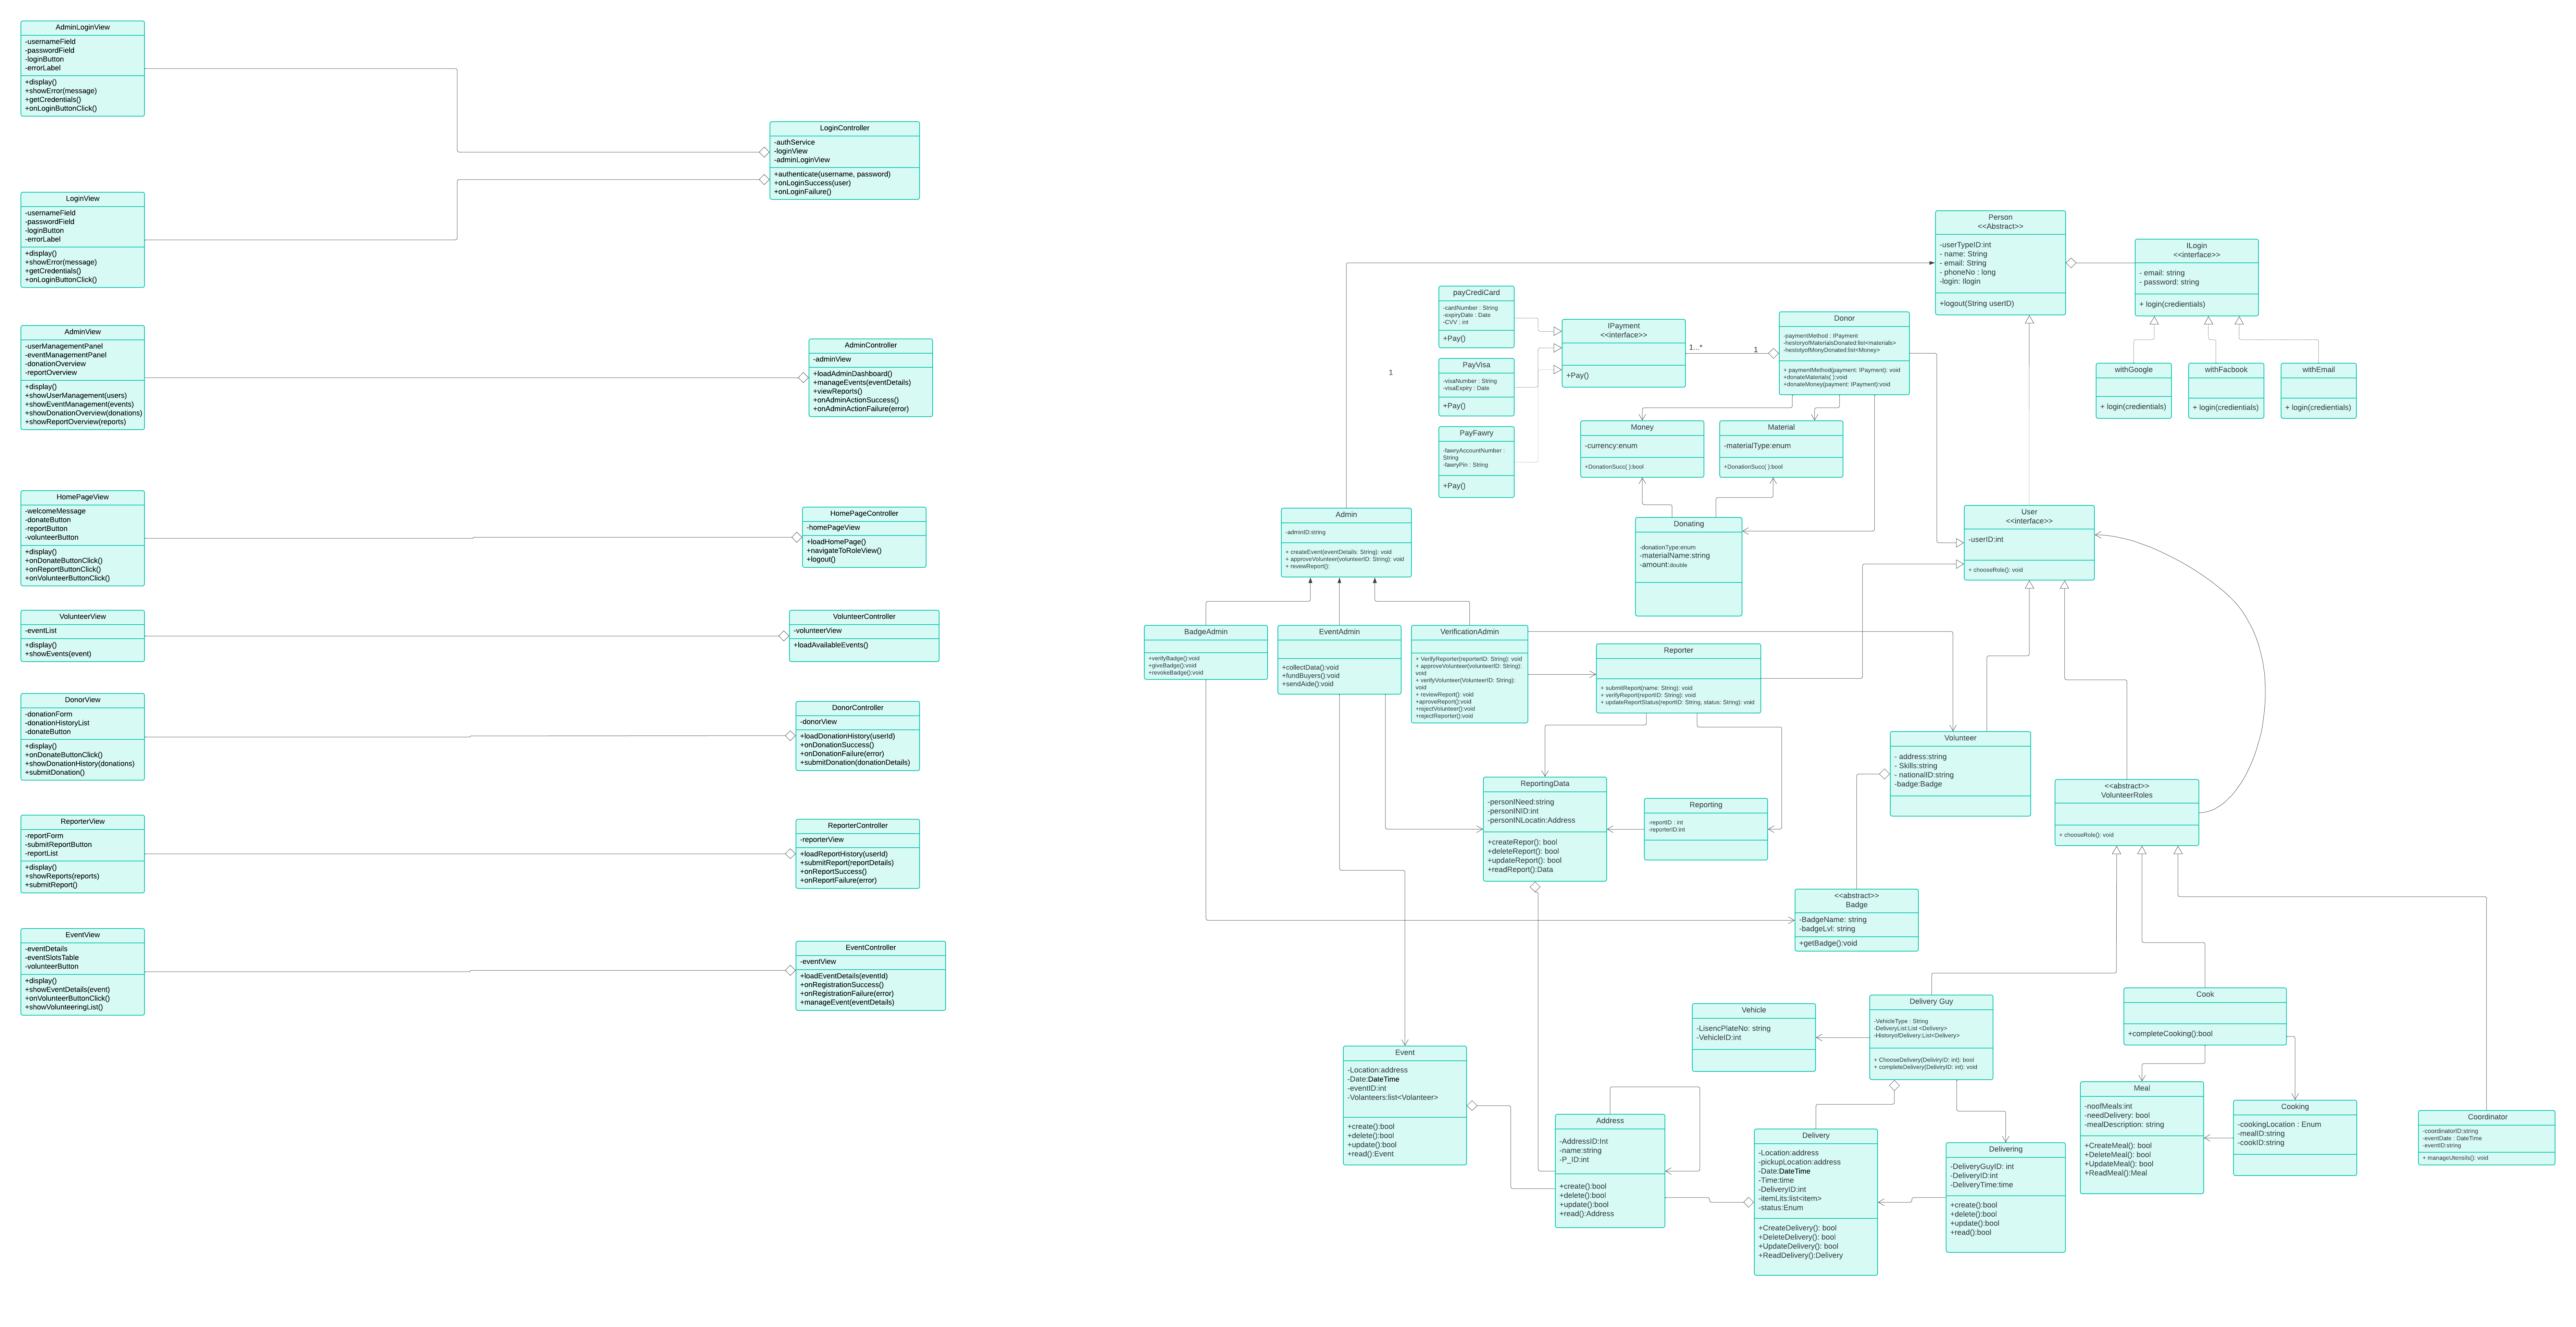 AdminLoginView
-usernameField
-passwordField
-loginButton
-errorLabel
+display()
+showError(message)
+getCredentials()
+onLoginButtonClick()
LoginController
-authService
-loginView
-adminLoginView
+authenticate(username, password)
+onLoginSuccess(user)
+onLoginFailure()
LoginView
-usernameField
-passwordField
-loginButton
-errorLabel
+display()
+showError(message)
+getCredentials()
+onLoginButtonClick()
AdminView
-userManagementPanel
-eventManagementPanel
-donationOverview
-reportOverview
+display()
+showUserManagement(users)
+showEventManagement(events)
+showDonationOverview(donations)
+showReportOverview(reports)
AdminController
-adminView
+loadAdminDashboard()
+manageEvents(eventDetails)
+viewReports()
+onAdminActionSuccess()
+onAdminActionFailure(error)
HomePageView
-welcomeMessage
-donateButton
-reportButton
-volunteerButton
+display()
+onDonateButtonClick()
+onReportButtonClick()
+onVolunteerButtonClick()
HomePageController
-homePageView
+loadHomePage()
+navigateToRoleView()
+logout()
VolunteerView
-eventList
+display()
+showEvents(event)
VolunteerController
-volunteerView
+loadAvailableEvents()
DonorView
-donationForm
-donationHistoryList
-donateButton
+display()
+onDonateButtonClick()
+showDonationHistory(donations)
+submitDonation()
DonorController
-donorView
+loadDonationHistory(userId)
+onDonationSuccess()
+onDonationFailure(error)
+submitDonation(donationDetails)
ReporterView
-reportForm
-submitReportButton
-reportList
+display()
+showReports(reports)
+submitReport()
ReporterController
-reporterView
+loadReportHistory(userId)
+submitReport(reportDetails)
+onReportSuccess()
+onReportFailure(error)
EventView
-eventDetails
-eventSlotsTable
-volunteerButton
+display()
+showEventDetails(event)
+onVolunteerButtonClick()
+showVolunteeringList()
EventController
-eventView
+loadEventDetails(eventId)
+onRegistrationSuccess()
+onRegistrationFailure(error)
+manageEvent(eventDetails)
Person
<<Abstract>>
-userTypeID:int
- name: String
- email: String
- phoneNo : long
-login: Ilogin
+logout(String userID)
ILogin
<<interface>>
- email: string
- password: string
+ login(credientials)
withGoogle
+ login(credientials)
withFacbook
+ login(credientials)
withEmail
+ login(credientials)
payCrediCard
-cardNumber : String
-expiryDate : Date
-CVV : int
+Pay()
PayVisa
-visaNumber : String
-visaExpiry : Date
+Pay()
PayFawry
-fawryAccountNumber :
String
-fawryPin : String
+Pay()
1
IPayment
<<interface>>
+Pay()
1...*
1
Donor
-paymentMethod : IPayment
-hestoryofMaterialsDonated:list<materials>
-hestotyofMonyDonated:list<Money>
+ paymentMethod(payment: IPayment): void
+donateMaterials( ):void
+donateMoney(payment: IPayment):void
Money
-currency:enum
+DonationSucc( ):bool
Material
-materialType:enum
+DonationSucc( ):bool
Donating
-donationType:enum
-materialName:string
-amount:double
Admin
-adminID:string
+ createEvent(eventDetails: String): void
+ approveVolunteer(volunteerID: String): void
+ revewReport():
User
<<interface>>
-userID:int
+ chooseRole(): void
BadgeAdmin
+verifyBadge():void
+giveBadge():void
+revokeBadge():void
EventAdmin
+collectData():void
+fundBuyers():void
+sendAide():void
VerificationAdmin
+ VerifyReporter(reporterID: String): void
+ approveVolunteer(volunteerID: String):
void
+ verifyVolunteer(VolunteerID: String):
void
+ reviewReport(): void
+aproveReport():void
+rejectVolunteer():void
+rejectReporter():void
Reporter
+ submitReport(name: String): void
+ verifyReport(reportID: String): void
+ updateReportStatus(reportID: String, status: String): void
Volunteer
- address:string
- Skills:string
- nationalID:string
-badge:Badge
ReportingData
-personINeed:string
-personINID:int
-personINLocatin:Address
+createRepor(): bool
+deleteReport(): bool
+updateReport(): bool
+readReport():Data
Reporting
-reportID : int
-reporterID:int
<<abstract>>
VolunteerRoles
+ chooseRole(): void
<<abstract>>
Badge
-BadgeName: string
-badgeLvl: string
+getBadge():void
Vehicle
-LisencPlateNo: string
-VehicleID:int
Delivery Guy
-VehicleType : String
-DeliveryList:List <Delivery>
-HistoryofDelivery:List<Delivery>
+ ChooseDelivery(DeliviryID: int): bool
+ completeDelivery(DeliviryID: int): void
Cook
+completeCooking():bool
Event
-Location:address
-Date:DateTime
-eventID:int
-Volanteers:list<Volanteer>
+create():bool
+delete():bool
+update():bool
+read():Event
Address
-AddressID:Int
-name:string
-P_ID:int
+create():bool
+delete():bool
+update():bool
+read():Address
Delivery
-Location:address
-pickupLocation:address
-Date:DateTime
-Time:time
-DeliveryID:int
-itemLits:list<item>
-status:Enum
+CreateDelivery(): bool
+DeleteDelivery(): bool
+UpdateDelivery(): bool
+ReadDelivery():Delivery
Delivering
-DeliveryGuyID: int
-DeliveryID:int
-DeliveryTime:time
+create():bool
+delete():bool
+update():bool
+read():bool
Meal
-noofMeals:int
-needDelivery: bool
-mealDescription: string
+CreateMeal(): bool
+DeleteMeal(): bool
+UpdateMeal(): bool
+ReadMeal():Meal
Cooking
-cookingLocation : Enum
-mealID:string
-cookID:string
Coordinator
-coordinatorID:string
-eventDate : DateTime
-eventID:string
+ manageUtensils(): void